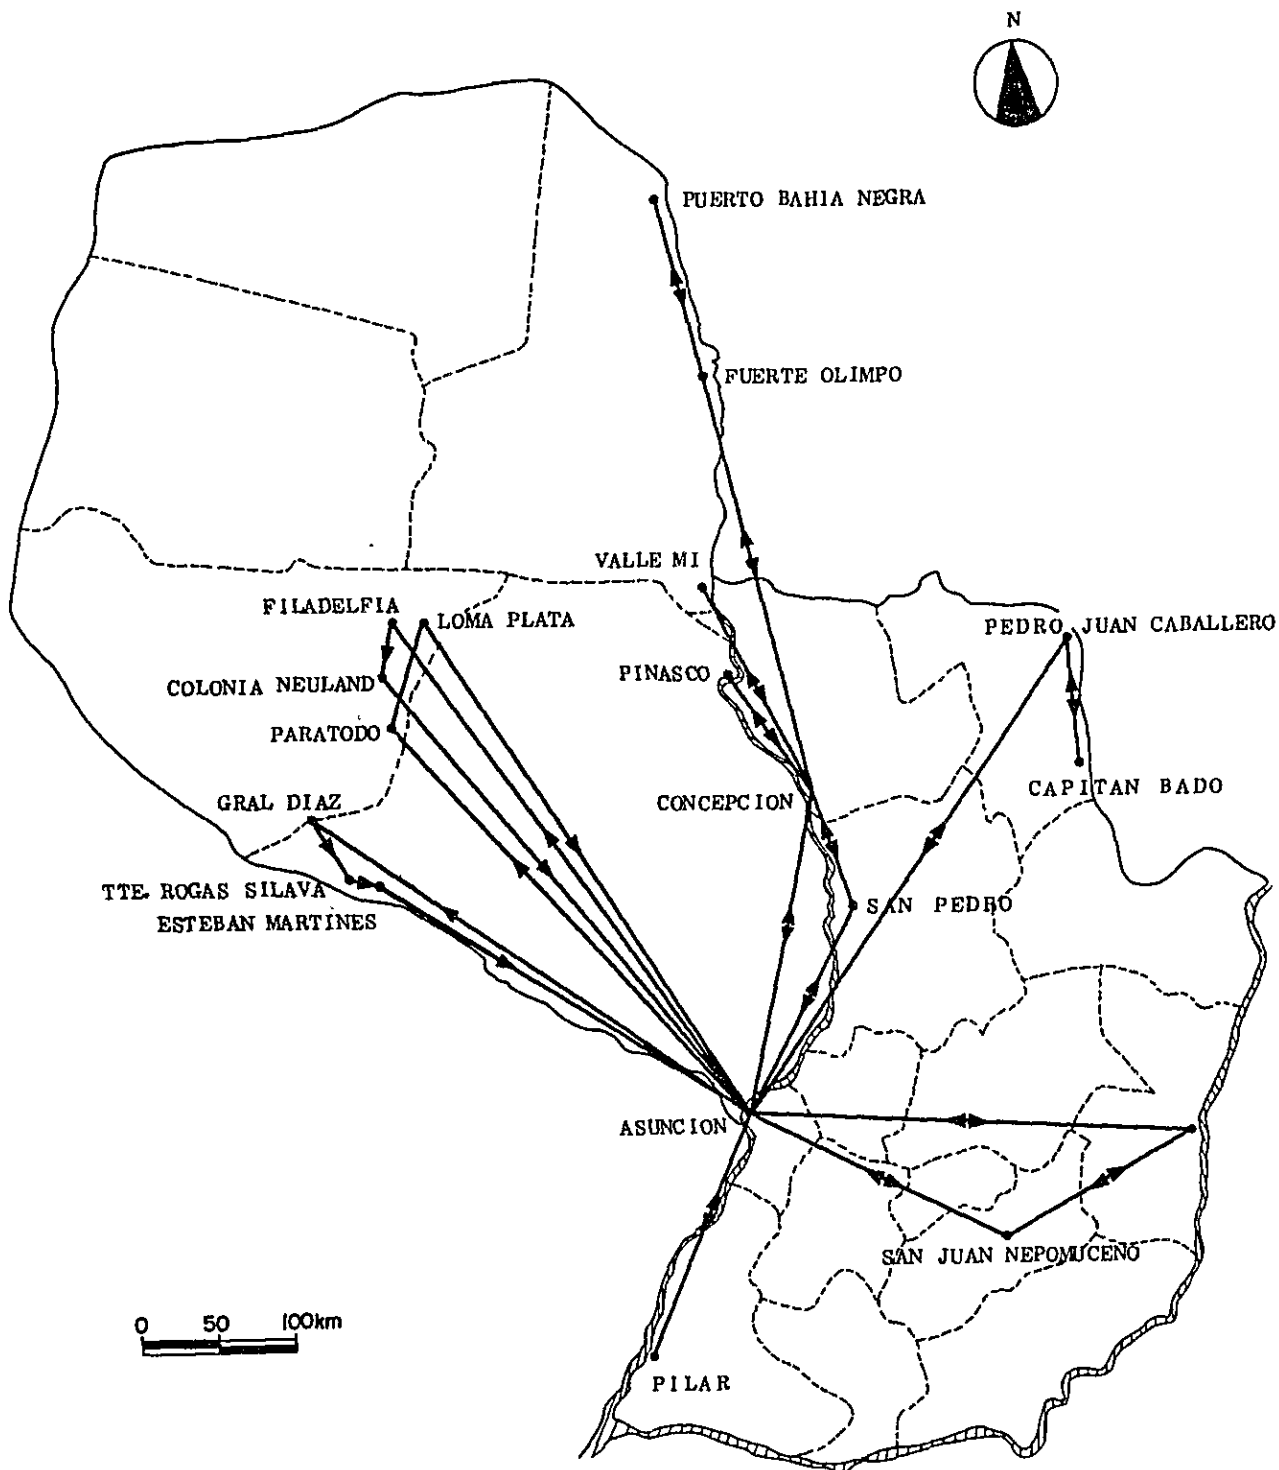 N
PUERTO BAHIA NEGRA
FUERTE OLIMPO
VALLE MI
FILADELFIA
LOMA PLATA
PEDRO JUAN CABALLERO
PINASCO
COLONIA NEULAND
PARATODO
CAPITAN BADO
GRAL DIAZ
CONCEPCION
TTE. ROGAS SILAVA
SAN PEDRO
ESTEBAN MARTINES
ASUNCION
SAN JUAN NEPOMUCENO
0 50 100km
PILAR